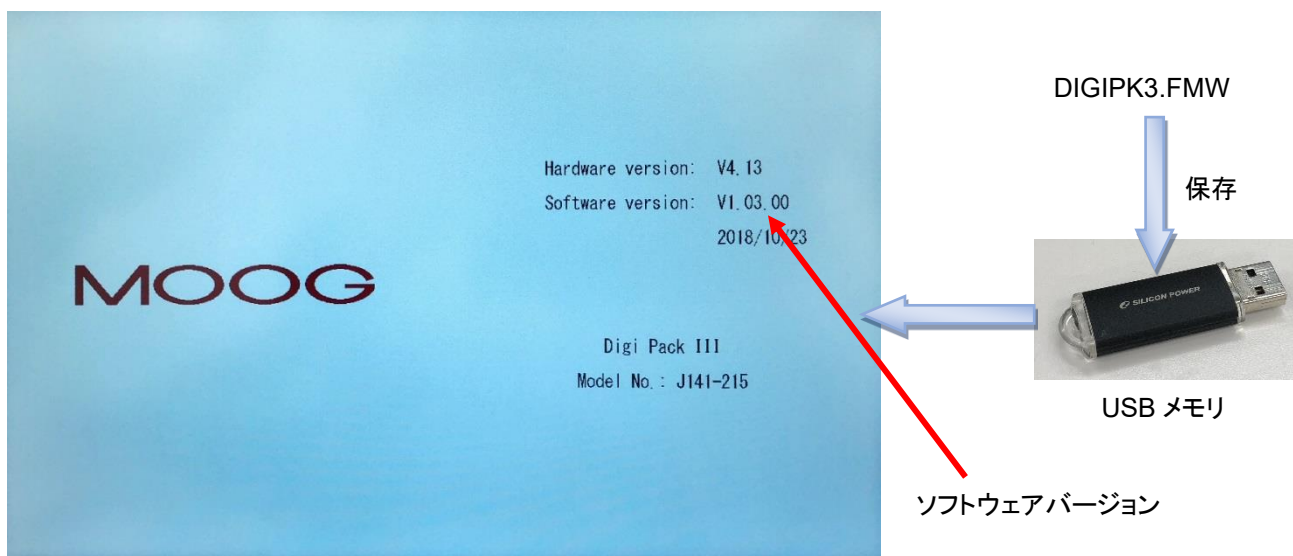 Hardware version: V4.13
Software version: V1.03.00
2018/10/23
MOOG
Digi Pack III
Model No.: J141-215
DIGIPK3.FMW
保存
SILICON POWER
USB メモリ
ソフトウェアバージョン